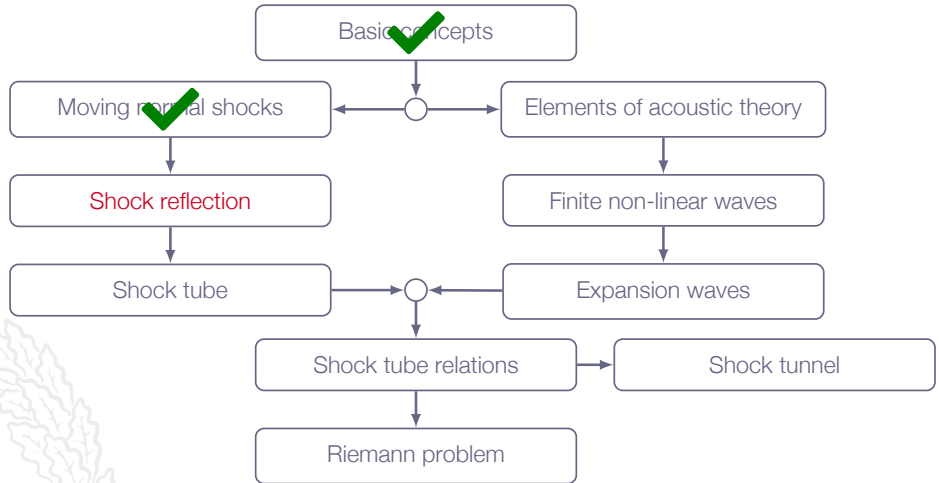 Basic concepts
Moving normal shocks
Elements of acoustic theory
Shock reflection
Finite non-linear waves
Shock tube
Expansion waves
Shock tube relations
Shock tunnel
Riemann problem